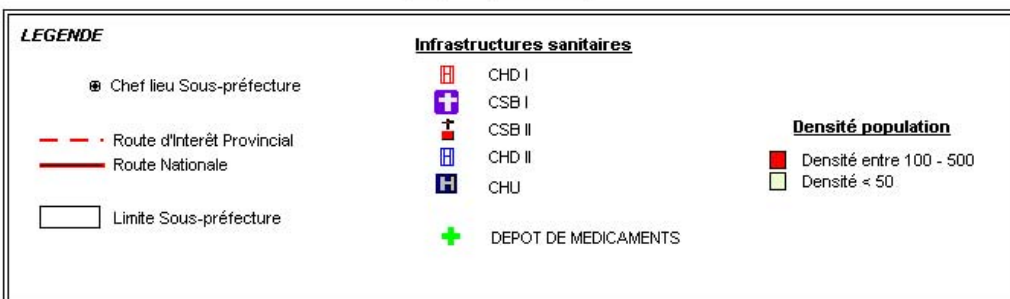 LEGENDE
Chef lieu Sous-préfecture
Route d'Interêt Provincial
Route Nationale
Limite Sous-préfecture
Infrastructures sanitaires
CHD I
CSB I
CSB II
CHD II
CHU
DEPOT DE MEDICAMENTS
Densité population
Densité entre 100 - 500
Densité < 50